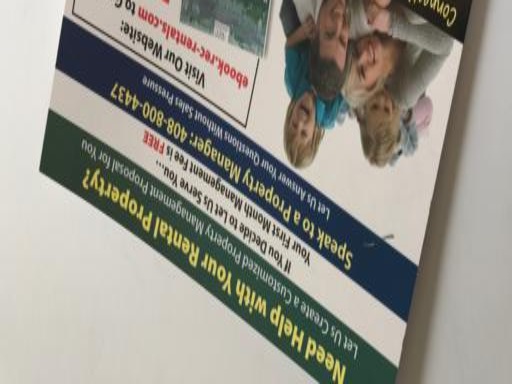 Need Help with Your Rental Property?
Let Us Create a Customized Property Management Proposal for You
If You Decide to Let Us Serve You...
Your First Month Management Fee is FREE
Speak to a Property Manager: 408-800-4437
Let Us Answer Your Questions Without Sales Pressure
Visit Our Website:
ebook.rec-rentals.com to